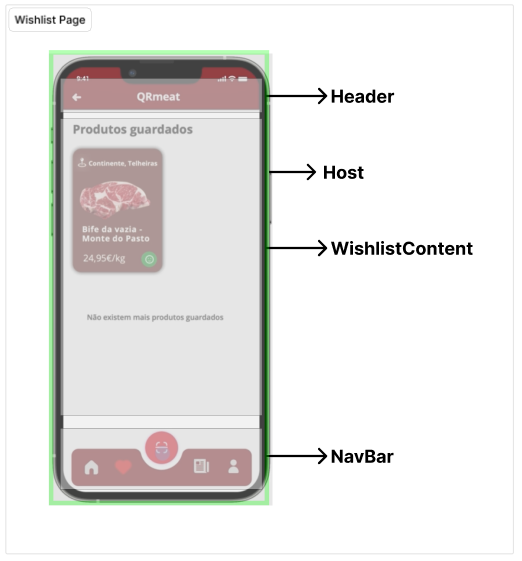 Wishlist Page
9:41
QRmeat
Header
Produtos guardados
Continente, Telheiras
Host
Bife da vazia -
Monte do Pasto
24,95€/kg
WishlistContent
Não existem mais produtos guardados
NavBar